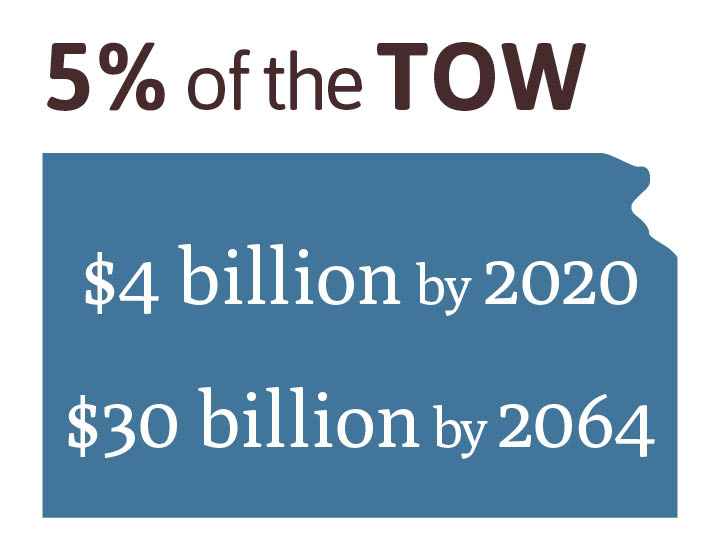 5% of the TOW
$4 billion by 2020
$30 billion by 2064